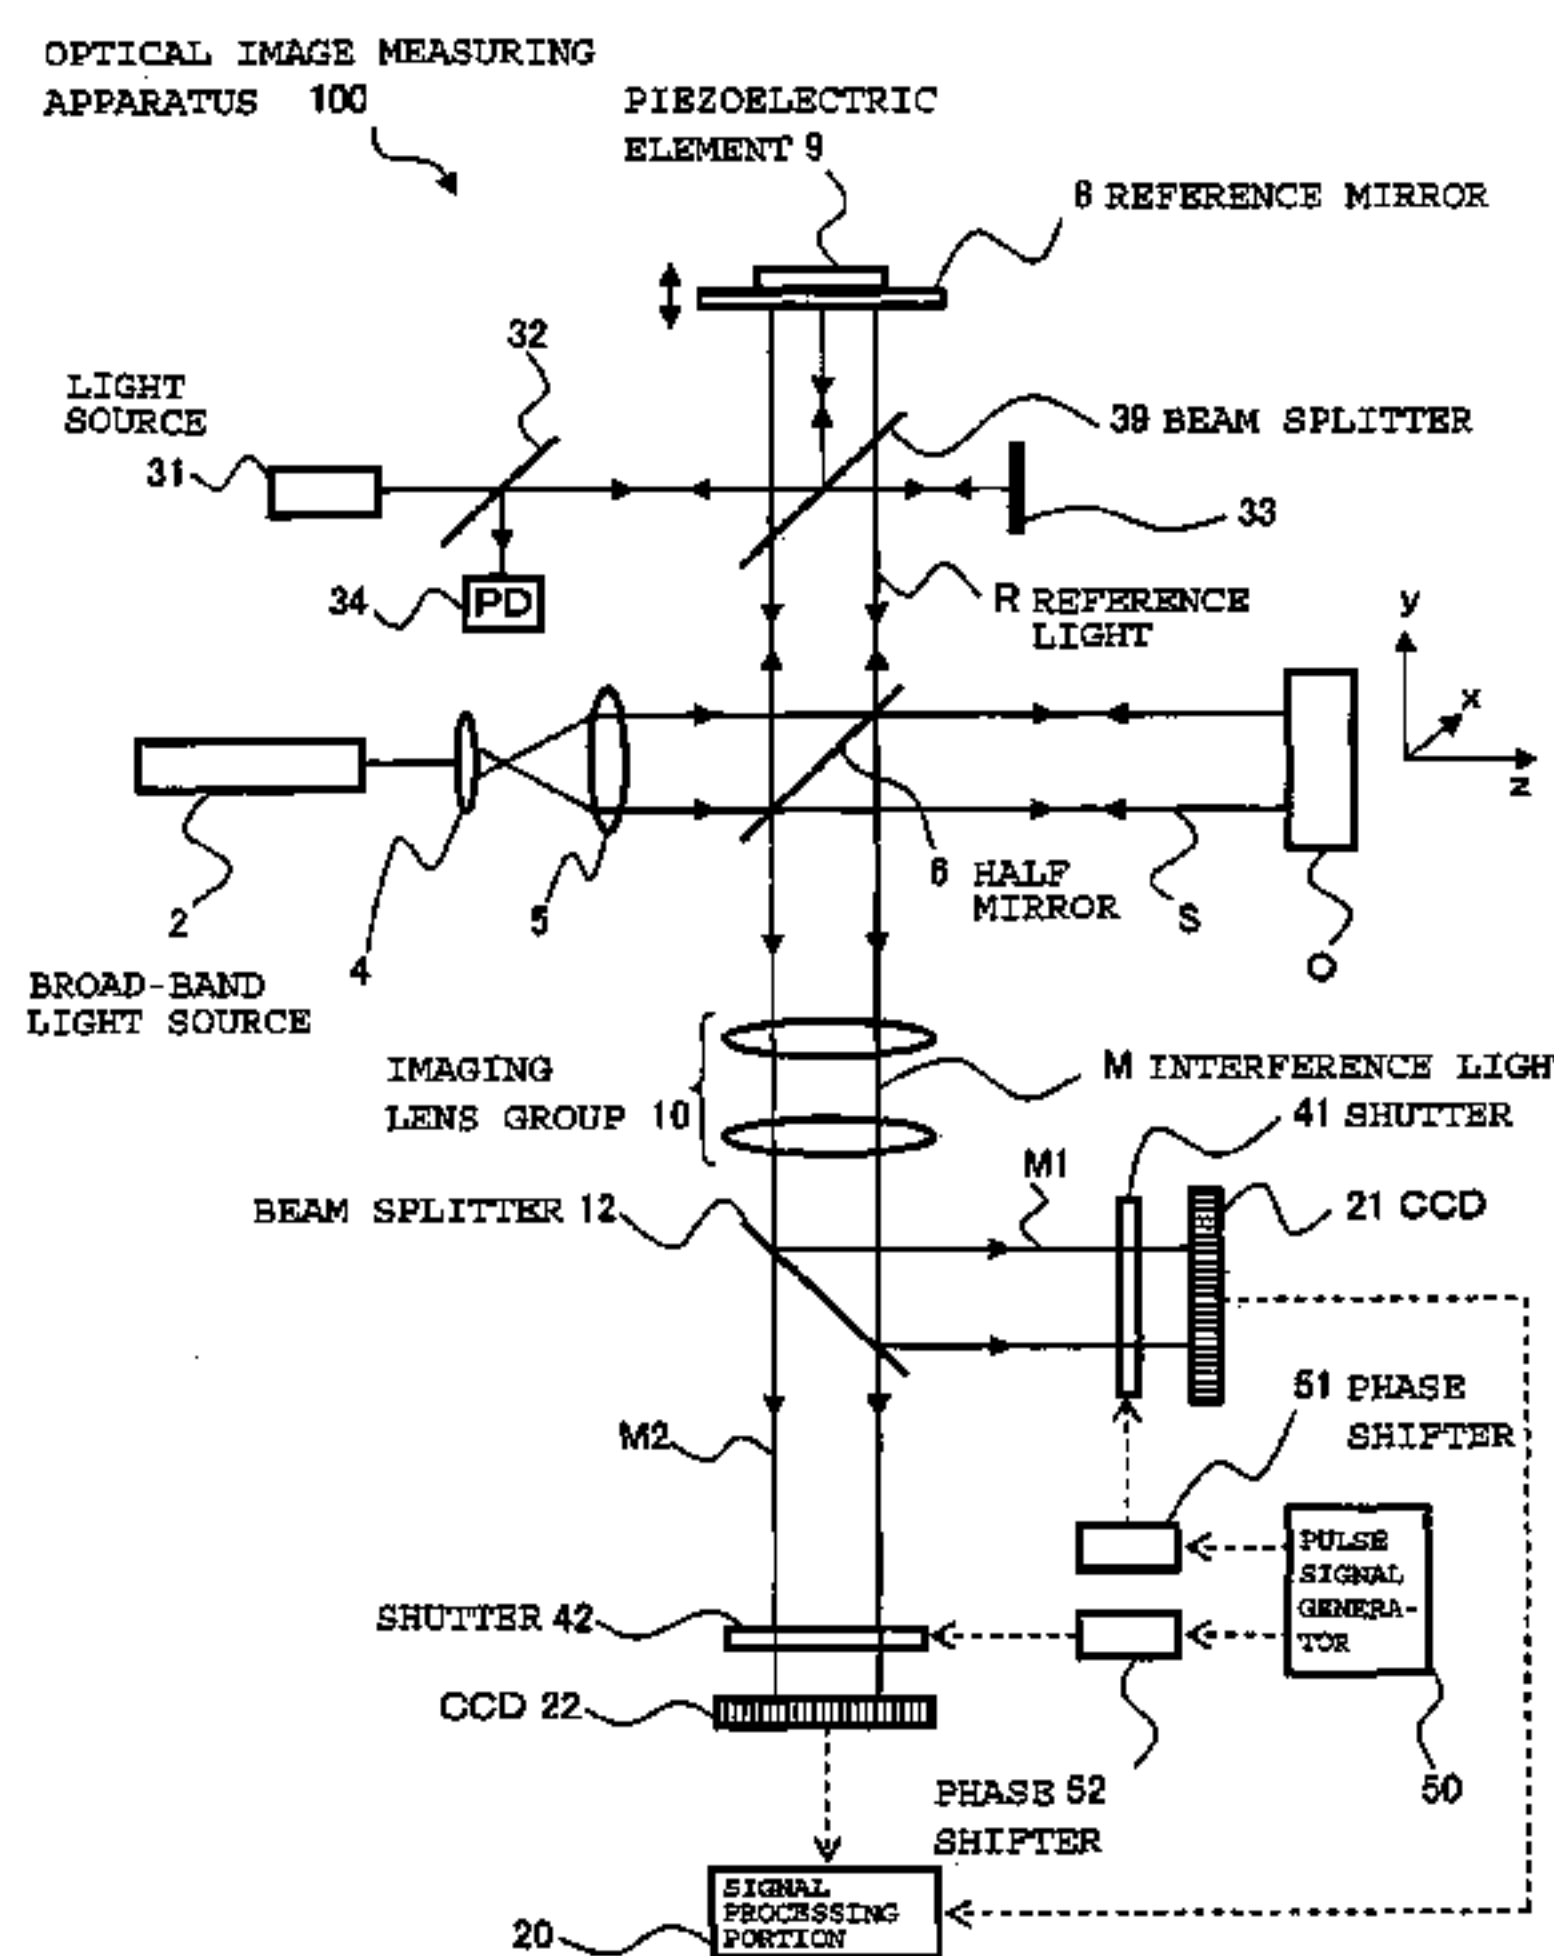 OPTICAL IMAGE MEASURING
APPARATUS 100
PIEZOELECTRIC
ELEMENT 9
8 REFERENCE MIRROR
32
LIGHT
SOURCE
31
39 BEAM SPLITTER
33
34
PD
R REFERENCE
LIGHT
y
x
z
2
4
5
6 HALF
MIRROR
S
O
BROAD-BAND
LIGHT SOURCE
IMAGING
LENS GROUP 10
M INTERFERENCE LIGHT
41 SHUTTER
M1
BEAM SPLITTER 12
21 CCD
51 PHASE
SHIFTER
M2
PULSE
SIGNAL
GENERA-
TOR
SHUTTER 42
CCD 22
50
PHASE 52
SHIFTER
SIGNAL
PROCESSING
PORTION
20